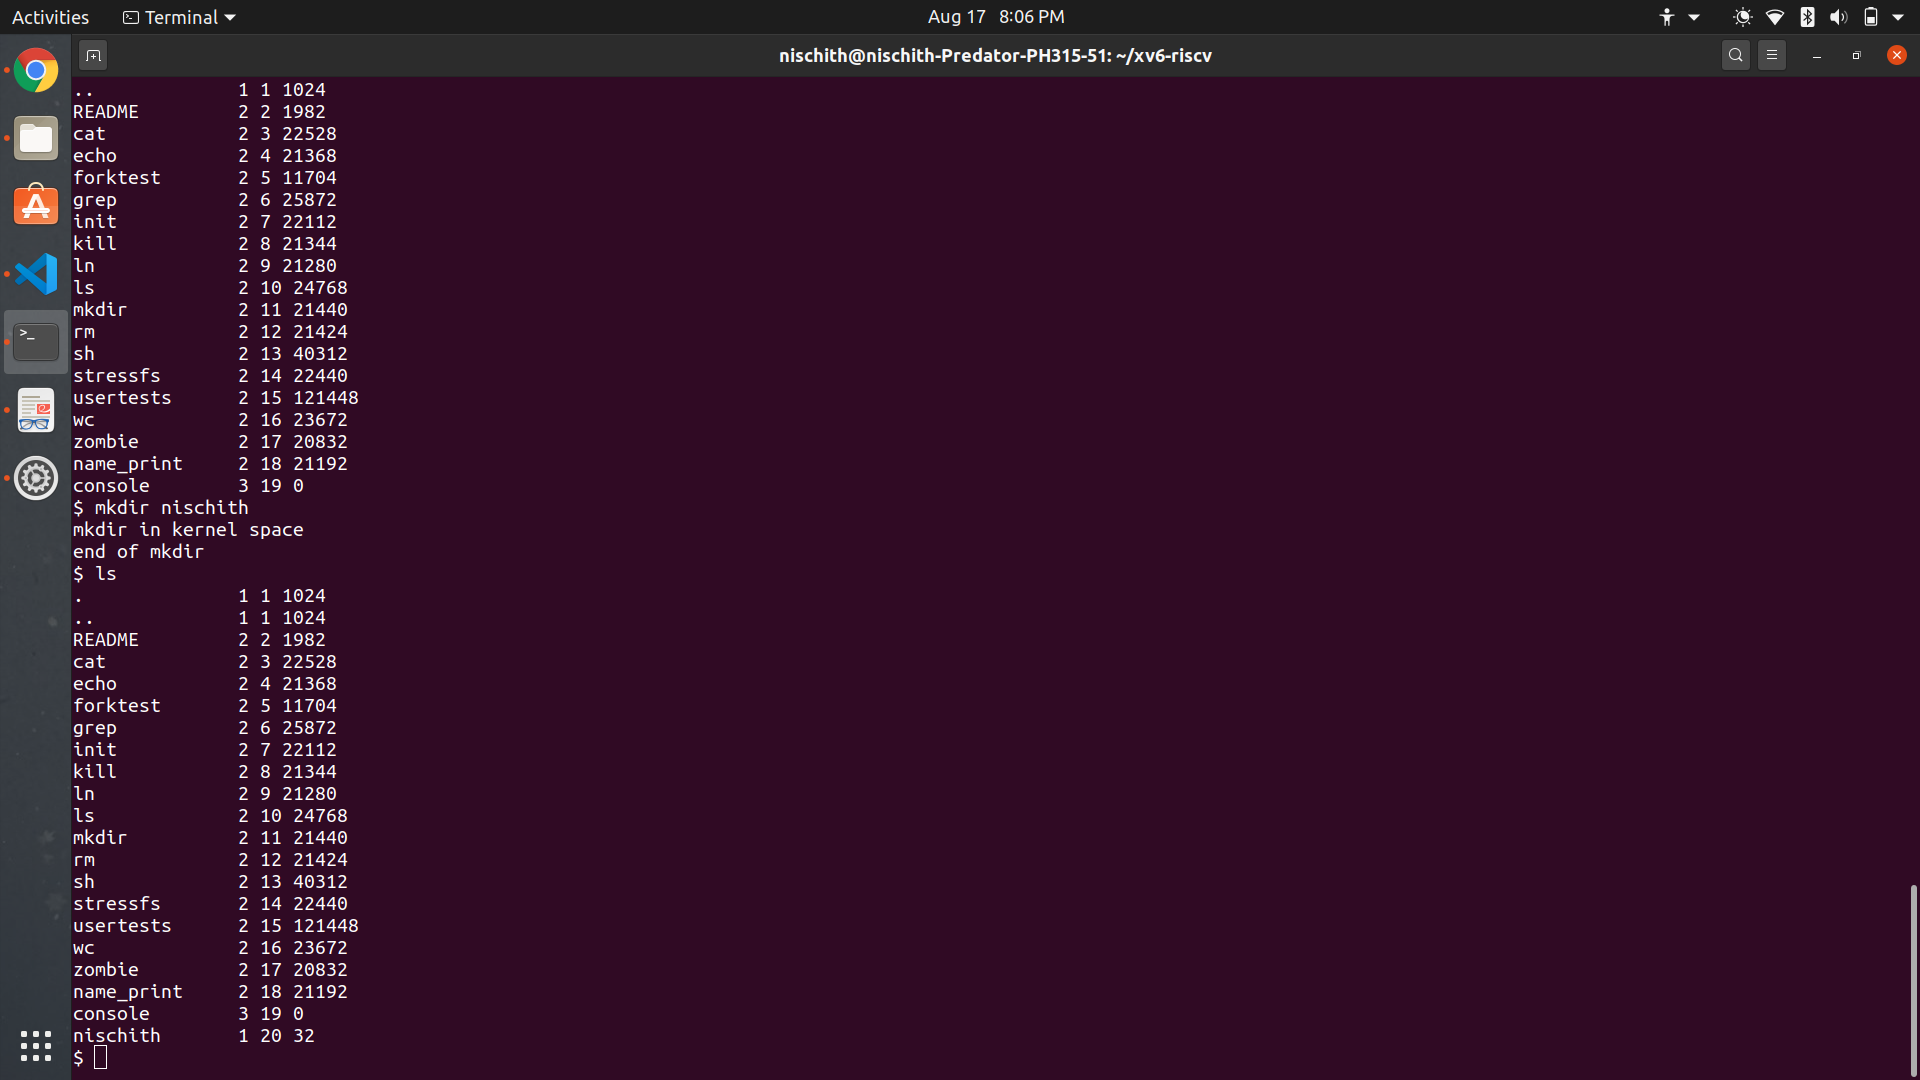 Activities Terminal Aug 17 8:06 PM
nischith@nischith-Predator-PH315-51: ~/xv6-riscv
.. 1 1 1024
README 2 2 1982
cat 2 3 22528
echo 2 4 21368
forktest 2 5 11704
grep 2 6 25872
init 2 7 22112
kill 2 8 21344
ln 2 9 21280
ls 2 10 24768
mkdir 2 11 21440
rm 2 12 21424
sh 2 13 40312
stressfs 2 14 22440
usertests 2 15 121448
wc 2 16 23672
zombie 2 17 20832
name_print 2 18 21192
console 3 19 0
$ mkdir nischith
mkdir in kernel space
end of mkdir
$ ls
. 1 1 1024
.. 1 1 1024
README 2 2 1982
cat 2 3 22528
echo 2 4 21368
forktest 2 5 11704
grep 2 6 25872
init 2 7 22112
kill 2 8 21344
ln 2 9 21280
ls 2 10 24768
mkdir 2 11 21440
rm 2 12 21424
sh 2 13 40312
stressfs 2 14 22440
usertests 2 15 121448
wc 2 16 23672
zombie 2 17 20832
name_print 2 18 21192
console 3 19 0
nischith 1 20 32
$